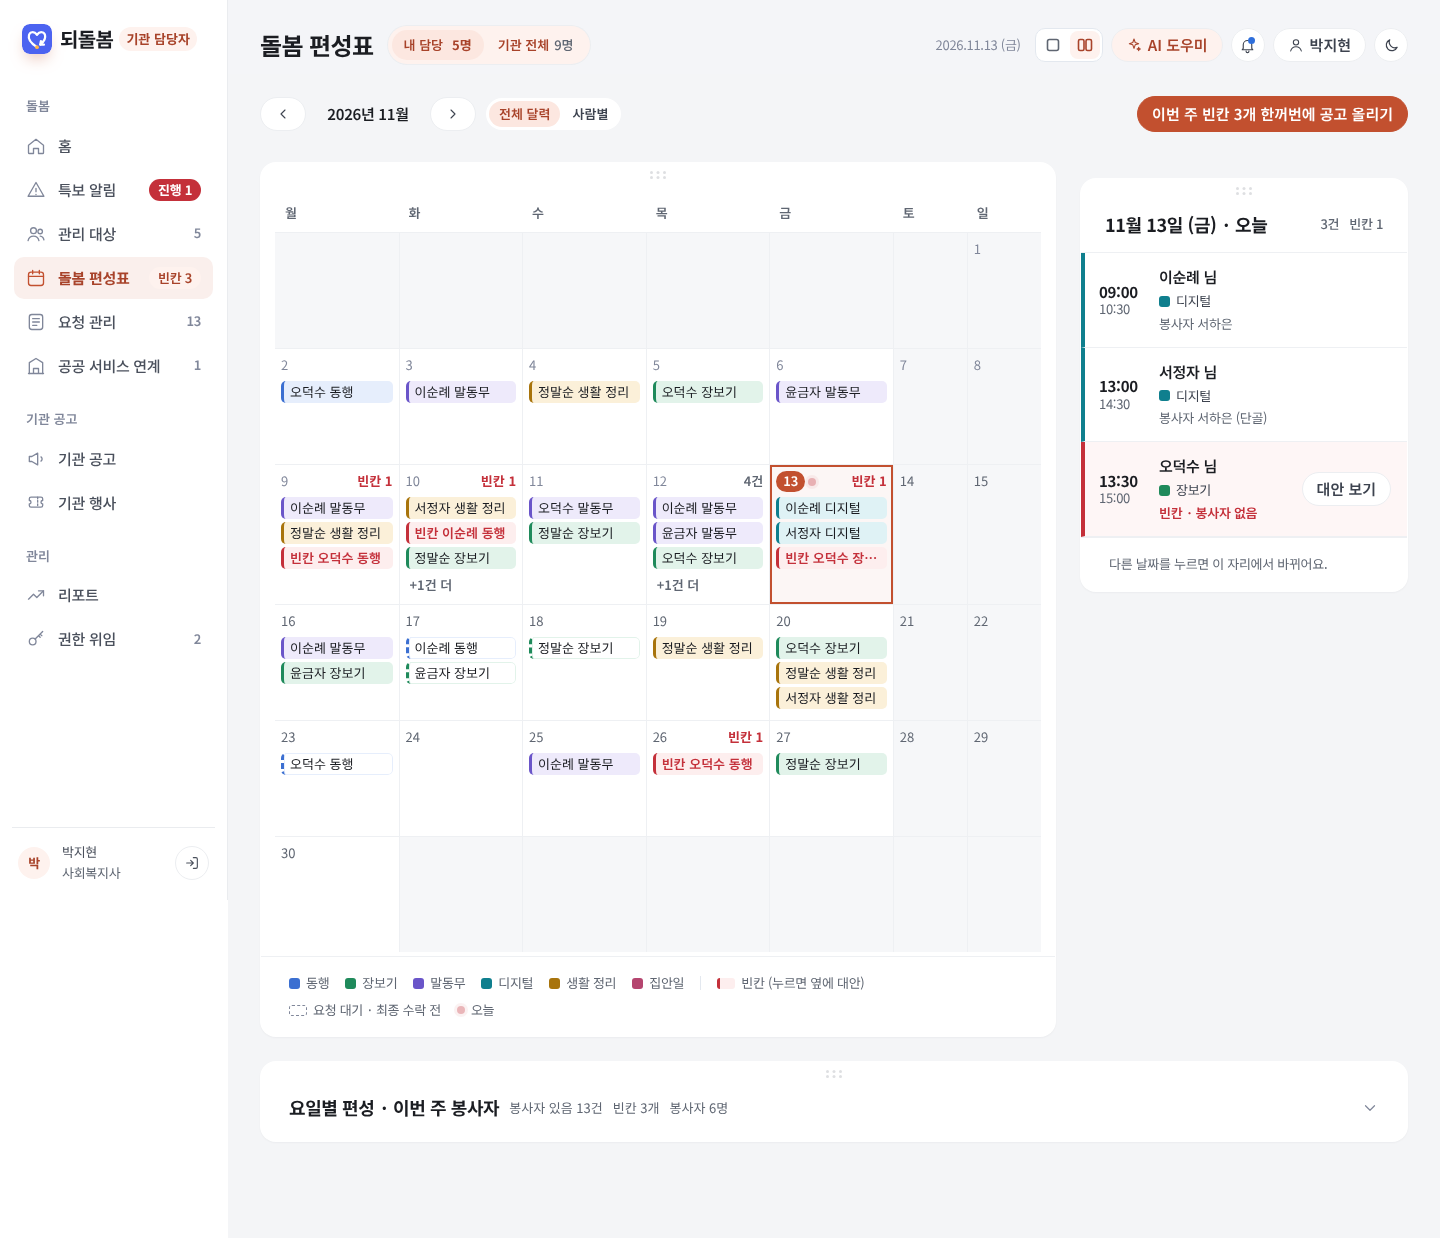 되돌봄 기관 담당자
돌봄
홈
특보 알림 진행 1
관리 대상 5
돌봄 편성표 빈칸 3
요청 관리 13
공공 서비스 연계 1
기관 공고
기관 공고
기관 행사
관리
리포트
권한 위임 2
박 박지현
사회복지사
돌봄 편성표 내 담당 5명 기관 전체 9명
2026.11.13 (금) AI 도우미 박지현
2026년 11월 전체 달력 사람별
이번 주 빈칸 3개 한꺼번에 공고 올리기
월 화 수 목 금 토 일
1
2 3 4 5 6 7 8
오덕수 동행 이순례 말동무 정말순 생활 정리 오덕수 장보기 윤금자 말동무
9 빈칸 1 10 빈칸 1 11 12 4건 13 빈칸 1 14 15
이순례 말동무 서정자 생활 정리 오덕수 말동무 이순례 말동무 이순례 디지털
정말순 생활 정리 빈칸 이순례 동행 정말순 장보기 윤금자 말동무 서정자 디지털
빈칸 오덕수 동행 정말순 장보기 오덕수 장보기 빈칸 오덕수 장…
+1건 더 +1건 더
16 17 18 19 20 21 22
이순례 말동무 이순례 동행 정말순 장보기 정말순 생활 정리 오덕수 장보기
윤금자 장보기 윤금자 장보기 정말순 생활 정리
서정자 생활 정리
23 24 25 26 빈칸 1 27 28 29
오덕수 동행 이순례 말동무 빈칸 오덕수 동행 정말순 장보기
30
동행 장보기 말동무 디지털 생활 정리 집안일 빈칸 (누르면 옆에 대안)
요청 대기 · 최종 수락 전 오늘
11월 13일 (금) · 오늘 3건 빈칸 1
09:00
10:30
이순례 님
디지털
봉사자 서하은
13:00
14:30
서정자 님
디지털
봉사자 서하은 (단골)
13:30
15:00
오덕수 님
장보기
빈칸 · 봉사자 없음
대안 보기
다른 날짜를 누르면 이 자리에서 바뀌어요.
요일별 편성 · 이번 주 봉사자 봉사자 있음 13건 빈칸 3개 봉사자 6명